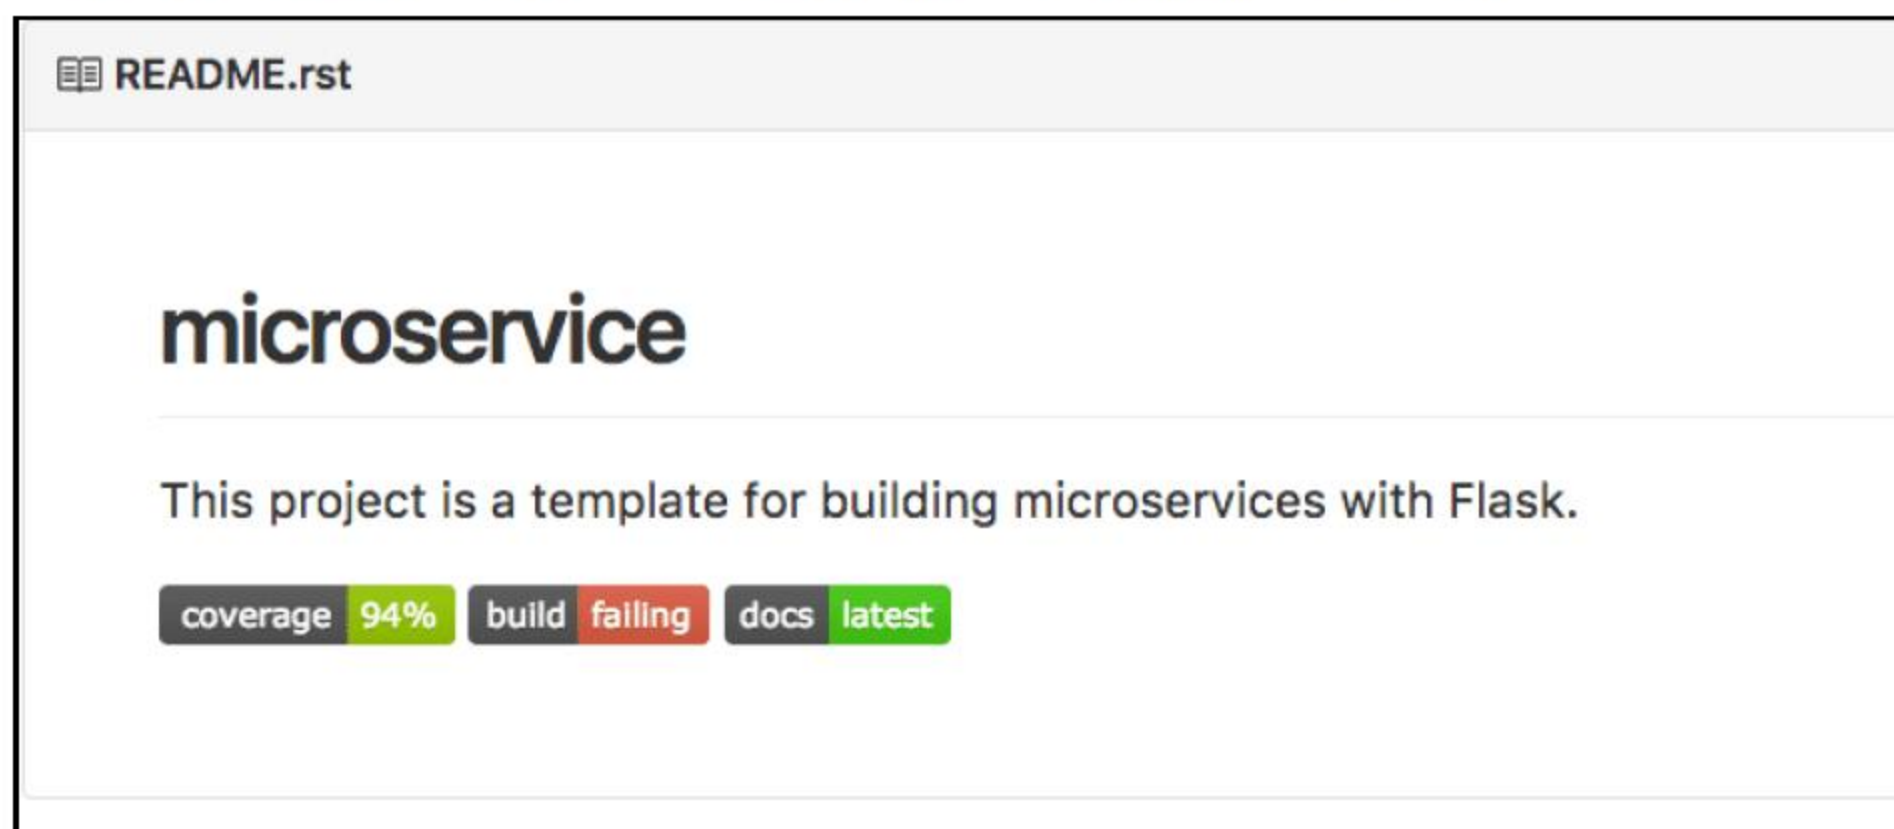 README.rst
microservice
This project is a template for building microservices with Flask.
coverage 94% build failing docs latest